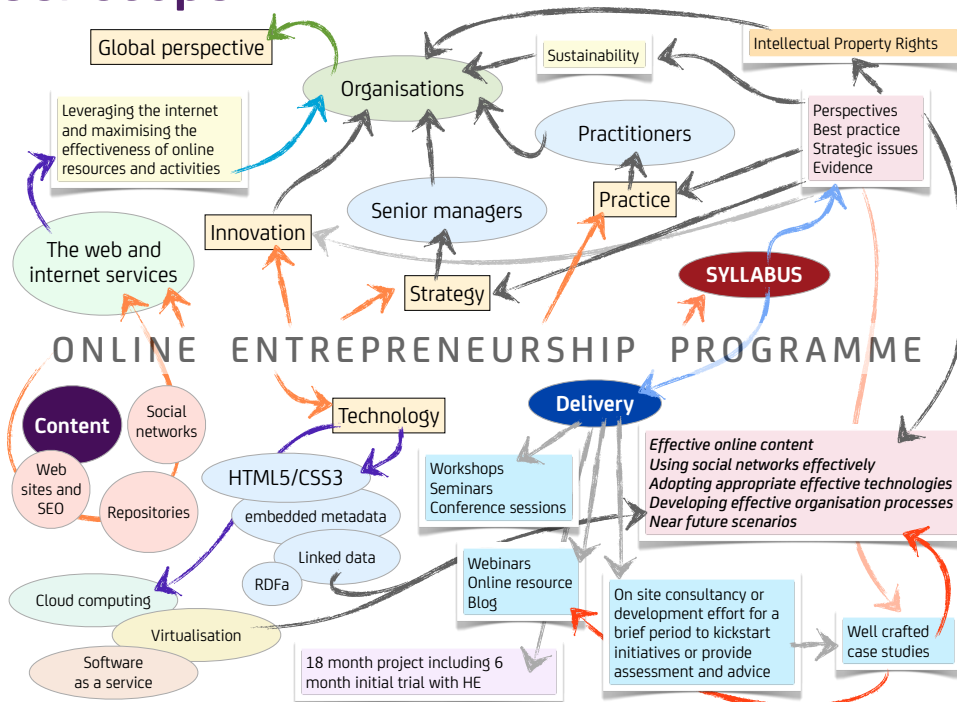 Global perspective
Organisations
Sustainability
Intellectual Property Rights
Leveraging the internet
and maximising the
effectiveness of online
resources and activities
Practitioners
Perspectives
Best practice
Strategic issues
Evidence
Senior managers
Practice
Innovation
The web and
internet services
Strategy
SYLLABUS
ONLINE ENTREPRENEURSHIP PROGRAMME
Content
Social
networks
Web
sites and
SEO
Repositories
Technology
HTML5/CSS3
embedded metadata
Linked data
RDFa
Cloud computing
Virtualisation
Software
as a service
Delivery
Workshops
Seminars
Conference sessions
Webinars
Online resource
Blog
18 month project including 6
month initial trial with HE
On site consultancy or
development effort for a
brief period to kickstart
initiatives or provide
assessment and advice
Well crafted
case studies
Effective online content
Using social networks effectively
Adopting appropriate effective technologies
Developing effective organisation processes
Near future scenarios